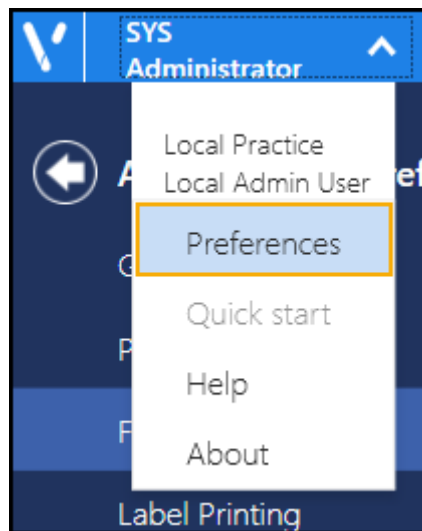 SYS
Administrator
Local Practice
Local Admin User
Preferences
Quick start
Help
About
Label Printing